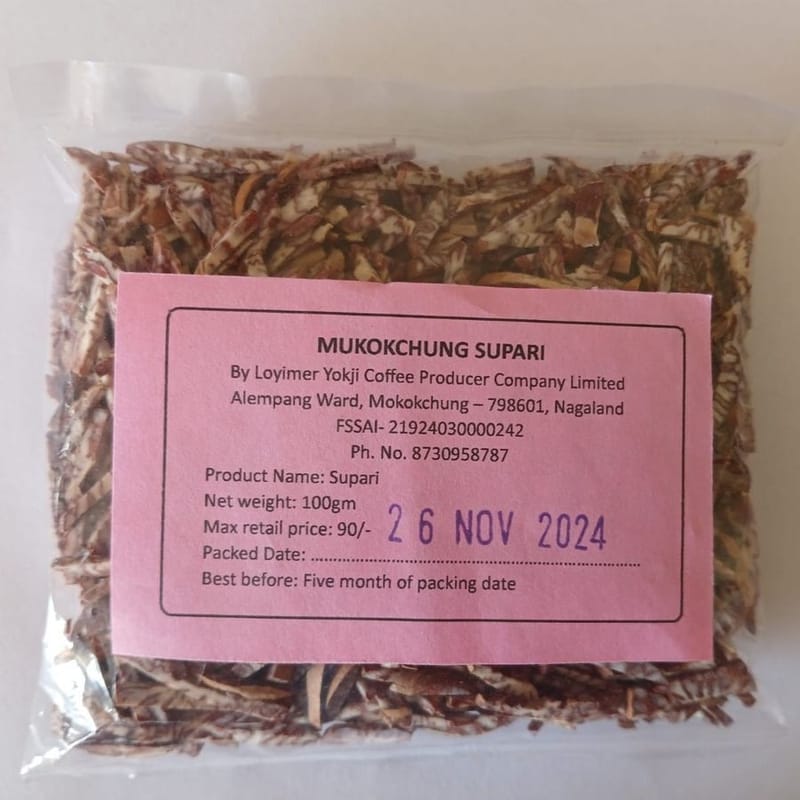 MUKOKCHUNG SUPARI
By Loyimer Yokji Coffee Producer Company Limited
Alempang Ward, Mokokchung – 798601, Nagaland
FSSAI- 21924030000242
Ph. No. 8730958787
Product Name: Supari
Net weight: 100gm
Max retail price: 90/-
26 NOV 2024
Packed Date: ................................................................
Best before: Five month of packing date